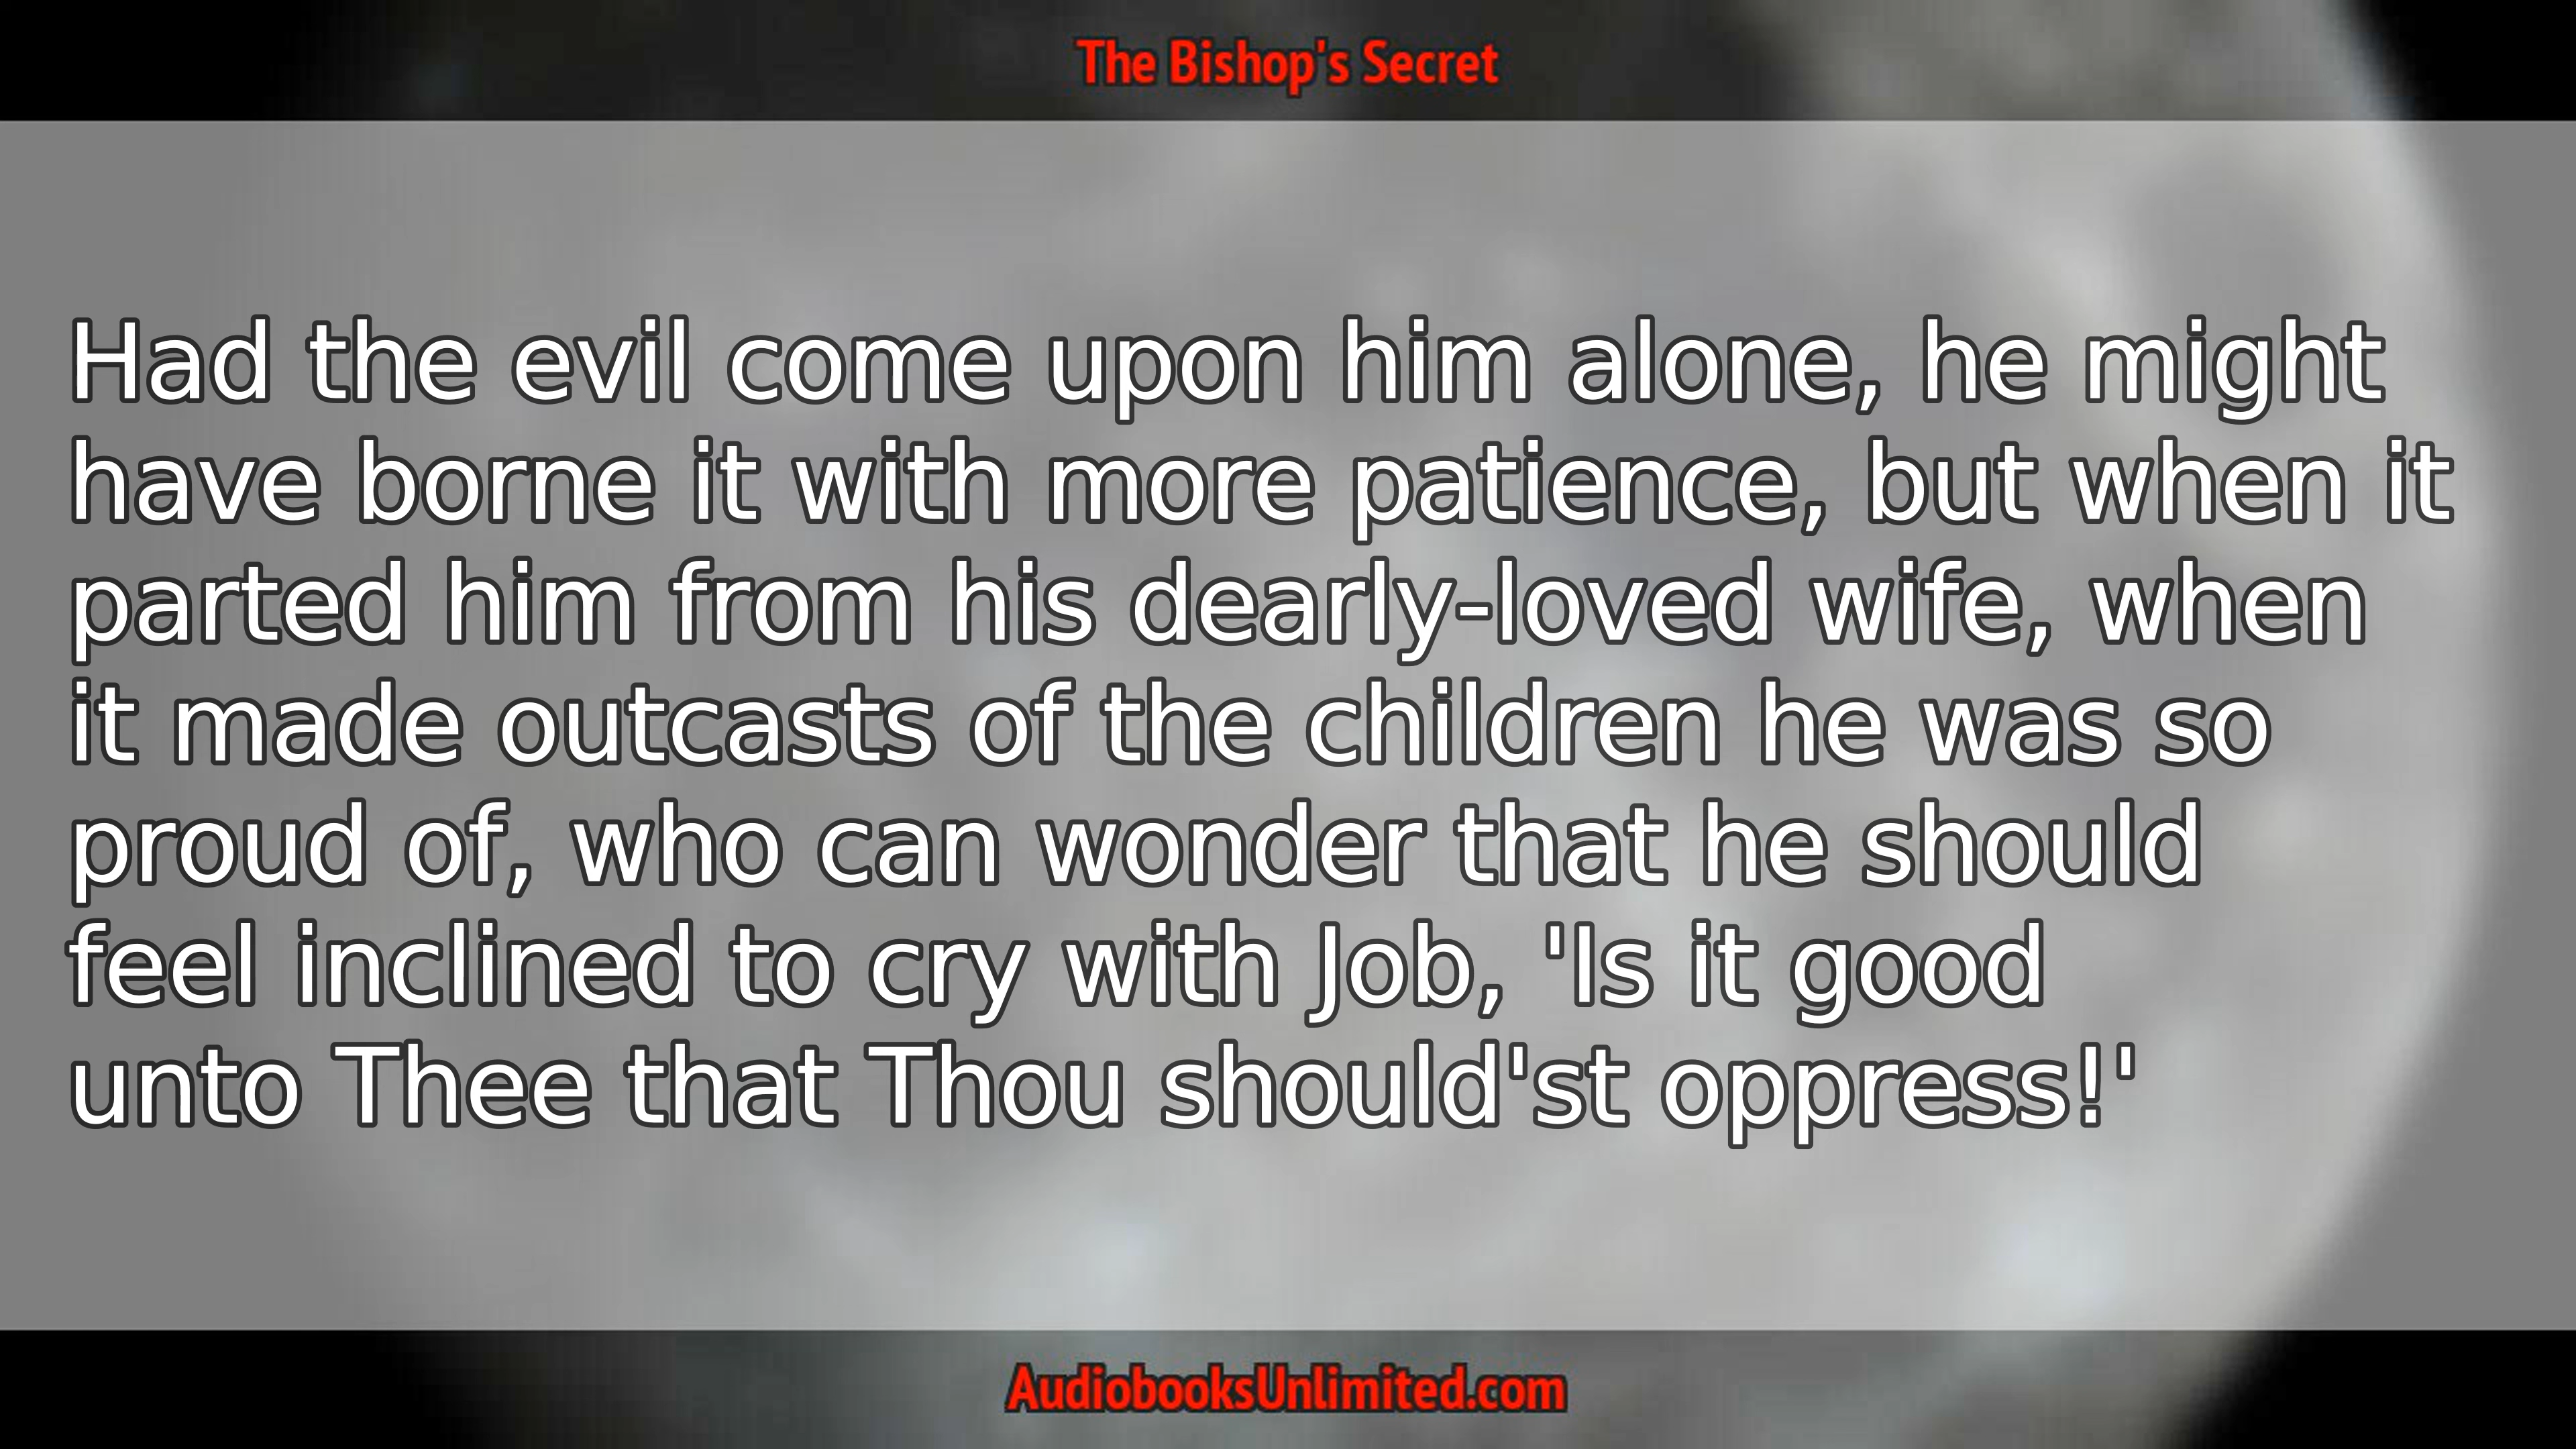 The Bishop's Secret
Had the evil come upon him alone, he might
have borne it with more patience, but when it
parted him from his dearly-loved wife, when
it made outcasts of the children he was so
proud of, who can wonder that he should
feel inclined to cry with Job, 'Is it good
unto Thee that Thou should'st oppress!'
AudiobooksUnlimited.com